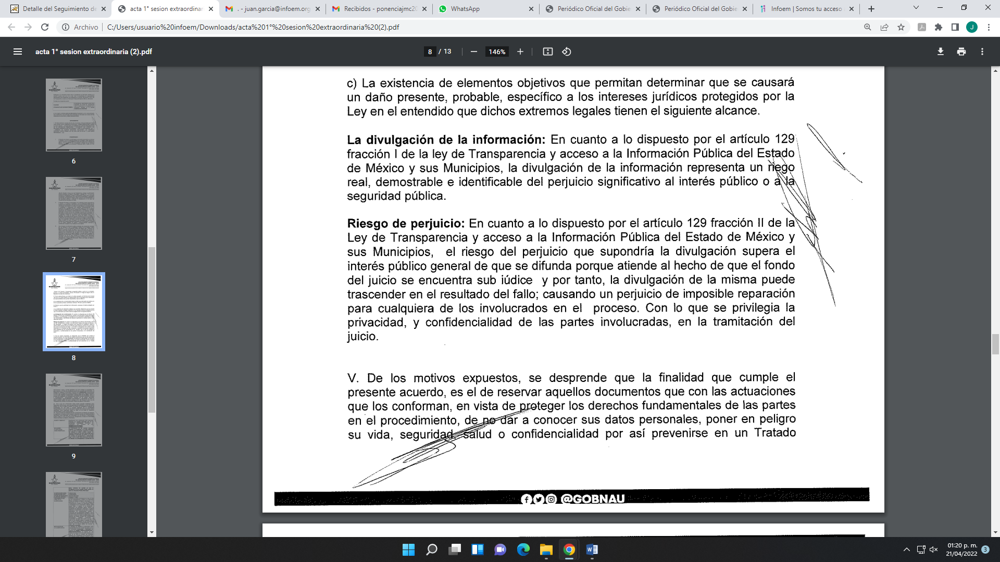 Detalle del Seguimiento de
acta 1° sesion extraordinar
. - juan.garcia@infoem.org
Recibidos - ponenciajmc20
WhatsApp
Periódico Oficial del Gobie
Periódico Oficial del Gobie
Infoem | Somos tu acceso
Archivo
C:/Users/usuario%20infoem/Downloads/acta%201°%20sesion%20extraordinaria%20(2).pdf
J
acta 1° sesion extraordinaria (2).pdf
8 / 13
146%
6
7
8
9
c) La existencia de elementos objetivos que permitan determinar que se causará
un daño presente, probable, específico a los intereses jurídicos protegidos por la
Ley en el entendido que dichos extremos legales tienen el siguiente alcance.
La divulgación de la información: En cuanto a lo dispuesto por el artículo 129
fracción I de la ley de Transparencia y acceso a la Información Pública del Estado
de México y sus Municipios, la divulgación de la información representa un riego
real, demostrable e identificable del perjuicio significativo al interés público o a la
seguridad pública.
Riesgo de perjuicio: En cuanto a lo dispuesto por el artículo 129 fracción II de la
Ley de Transparencia y acceso a la Información Pública del Estado de México y
sus Municipios, el riesgo del perjuicio que supondría la divulgación supera el
interés público general de que se difunda porque atiende al hecho de que el fondo
del juicio se encuentra sub iúdice y por tanto, la divulgación de la misma puede
trascender en el resultado del fallo; causando un perjuicio de imposible reparación
para cualquiera de los involucrados en el proceso. Con lo que se privilegia la
privacidad, y confidencialidad de las partes involucradas, en la tramitación del
juicio.
V. De los motivos expuestos, se desprende que la finalidad que cumple el
presente acuerdo, es el de reservar aquellos documentos que con las actuaciones
que los conforman, en vista de proteger los derechos fundamentales de las partes
en el procedimiento, de no dar a conocer sus datos personales, poner en peligro
su vida, seguridad, salud o confidencialidad por así prevenirse en un Tratado
@GOBNAU
01:20 p. m.
21/04/2022
3